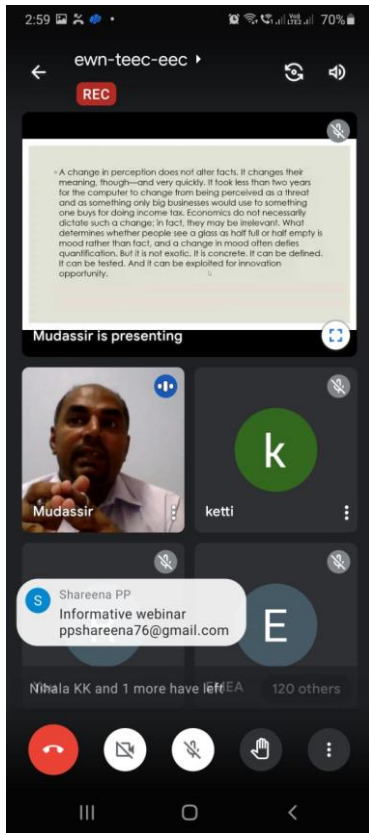 2:59
70%
ewn-teec-eec
REC
A change in perception does not alter facts. It changes their
meaning, though—and very quickly. It took less than two years
for the computer to change from being perceived as a threat
and as something only big businesses would use to something
one buys for doing income tax. Economics do not necessarily
dictate such a change; in fact, they may be irrelevant. What
determines whether people see a glass as half full or half empty is
mood rather than fact, and a change in mood often defies
quantification. But it is not exotic. It is concrete. It can be defined.
It can be tested. And it can be exploited for innovation
opportunity.
Mudassir is presenting
k
Mudassir
ketti
S
Shareena PP
Informative webinar
ppshareena76@gmail.com
E
Nihala KK and 1 more have left
120 others